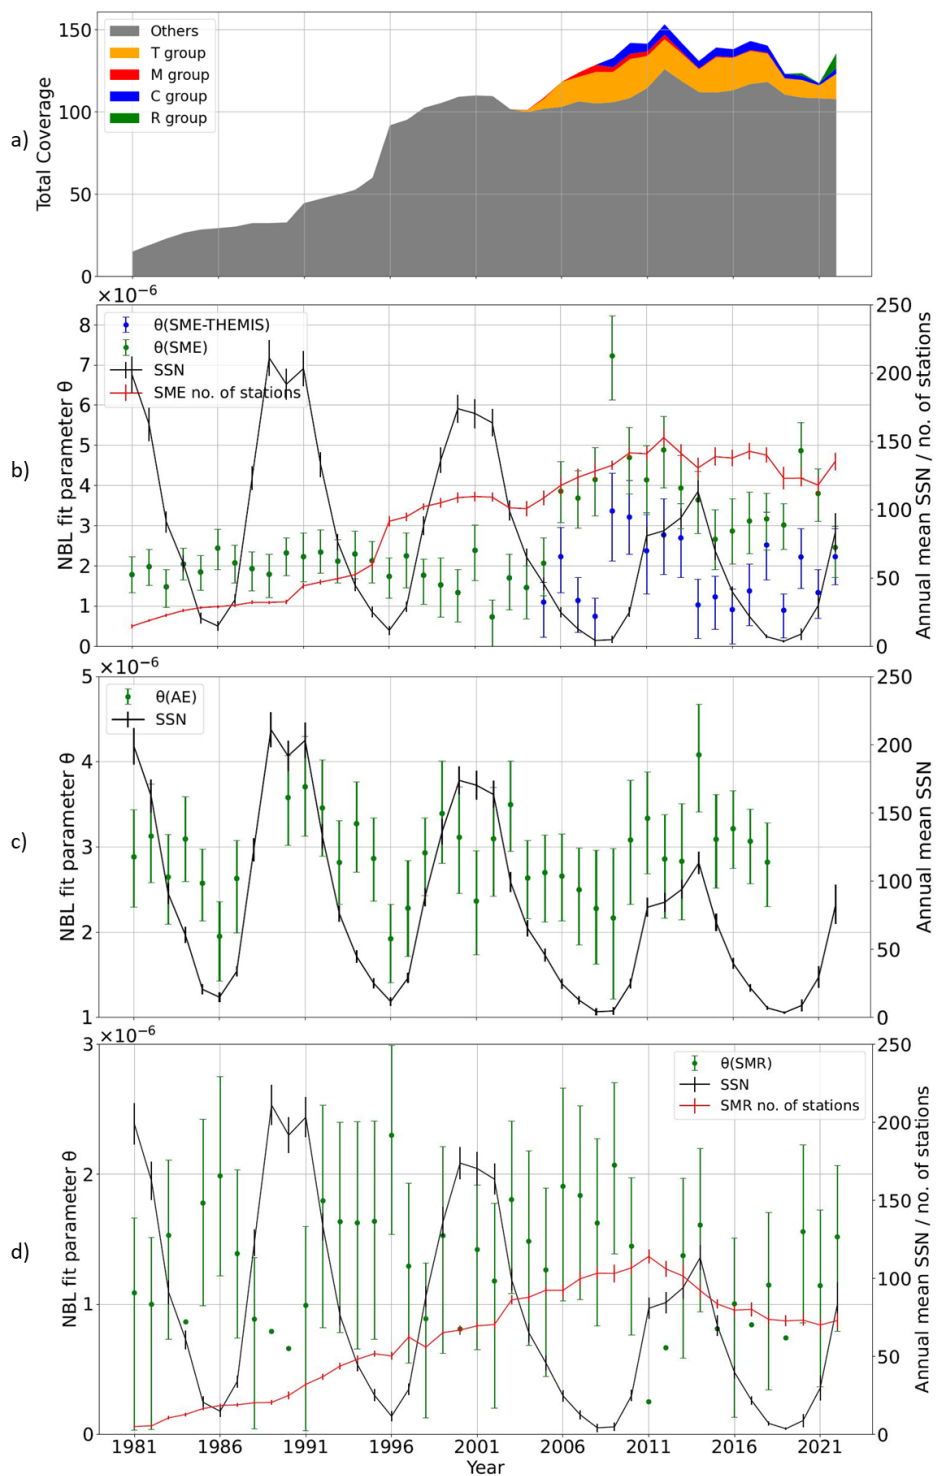 a)
Total Coverage
150
100
50
0
Others
T group
M group
C group
R group
b)
×10⁻⁶
NBL fit parameter θ
8
7
6
5
4
3
2
1
0
θ(SME-THEMIS)
θ(SME)
SSN
SME no. of stations
250
200
150
100
50
0
Annual mean SSN / no. of stations
c)
×10⁻⁶
NBL fit parameter θ
5
4
3
2
1
θ(AE)
SSN
250
200
150
100
50
0
Annual mean SSN
d)
×10⁻⁶
NBL fit parameter θ
3
2
1
0
θ(SMR)
SSN
SMR no. of stations
250
200
150
100
50
0
Annual mean SSN / no. of stations
1981 1986 1991 1996 2001 2006 2011 2016 2021
Year